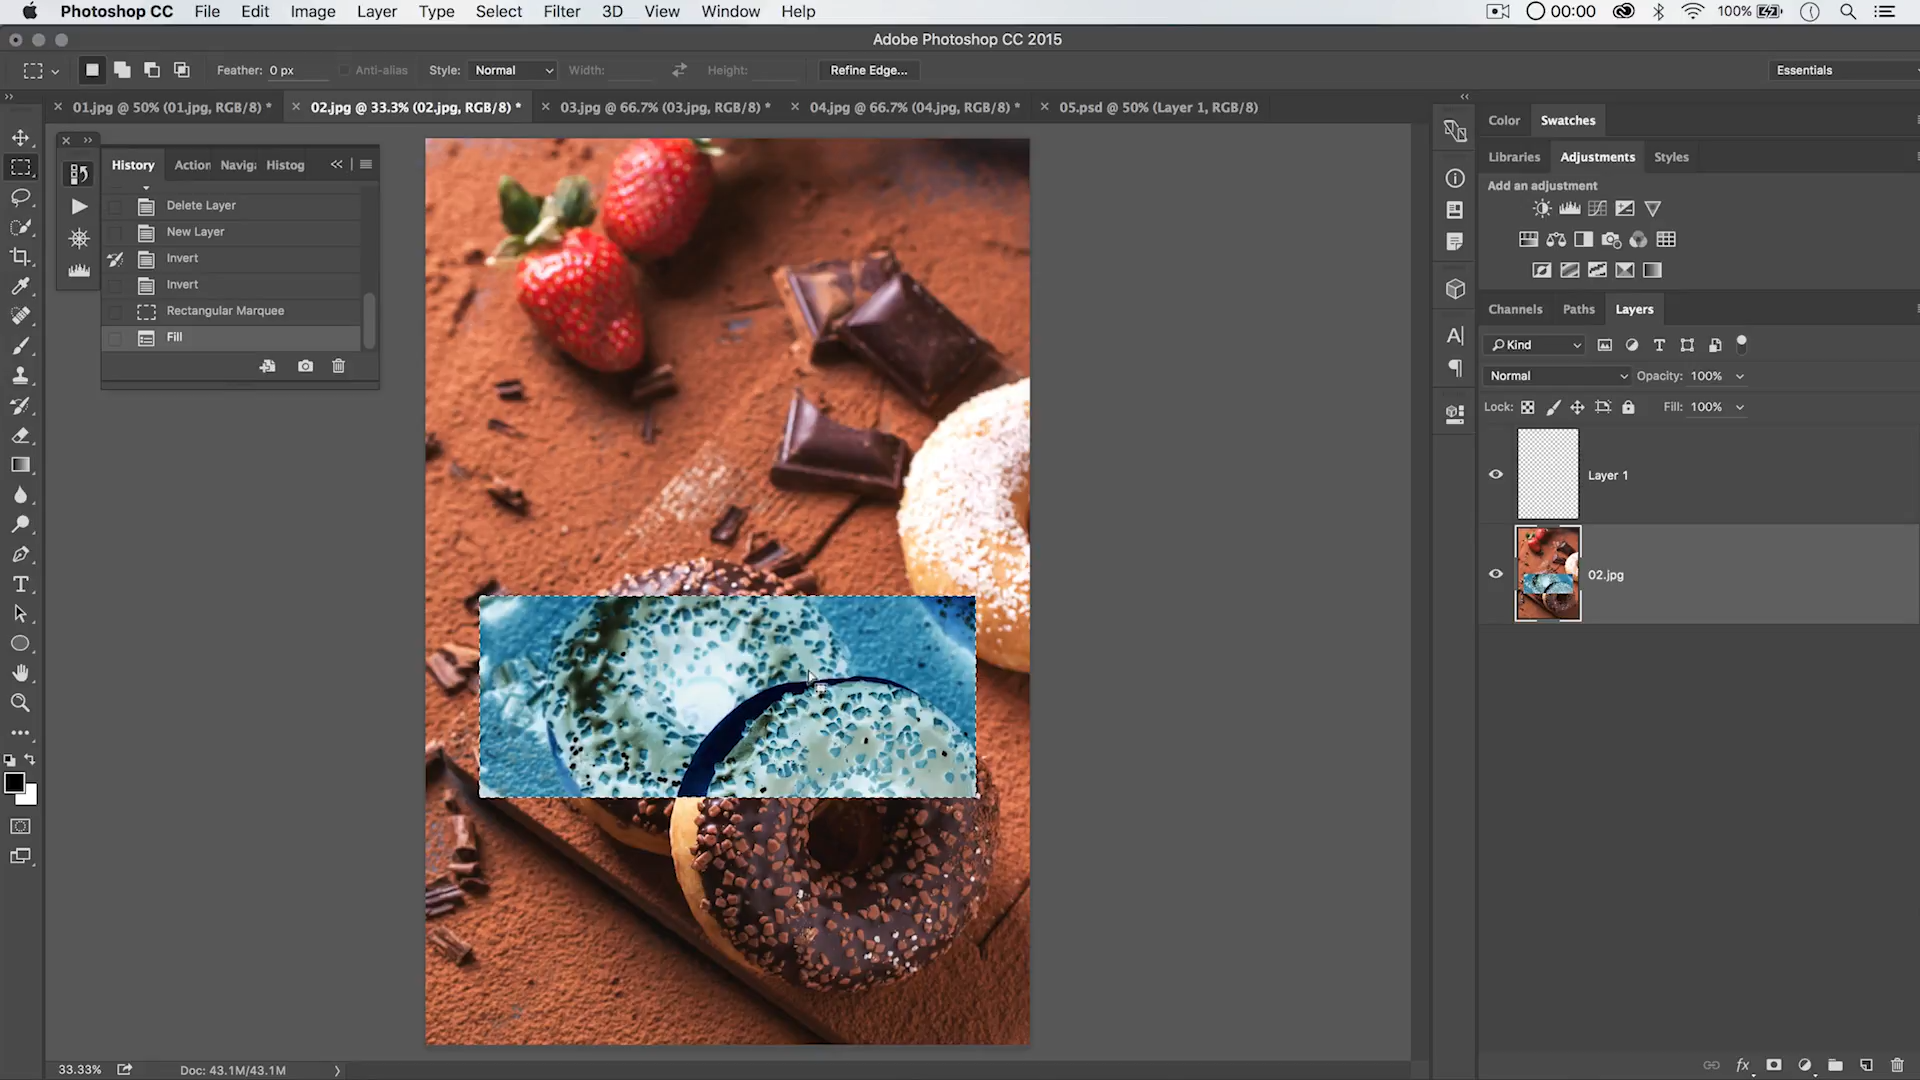 Photoshop CC File Edit Image Layer Type Select Filter 3D View Window Help 00:00 100%
Adobe Photoshop CC 2015
Feather: 0 px Anti-alias Style: Normal Width: Height: Refine Edge... Essentials
01.jpg @ 50% (01.jpg, RGB/8) * 02.jpg @ 33.3% (02.jpg, RGB/8) * 03.jpg @ 66.7% (03.jpg, RGB/8) * 04.jpg @ 66.7% (04.jpg, RGB/8) * 05.psd @ 50% (Layer 1, RGB/8)
History Action Naviga Histog
Delete Layer
New Layer
Invert
Invert
Rectangular Marquee
Fill
Color Swatches
Libraries Adjustments Styles
Add an adjustment
Channels Paths Layers
Kind
Normal Opacity: 100%
Lock: Fill: 100%
Layer 1
02.jpg
33.33% Doc: 43.1M/43.1M